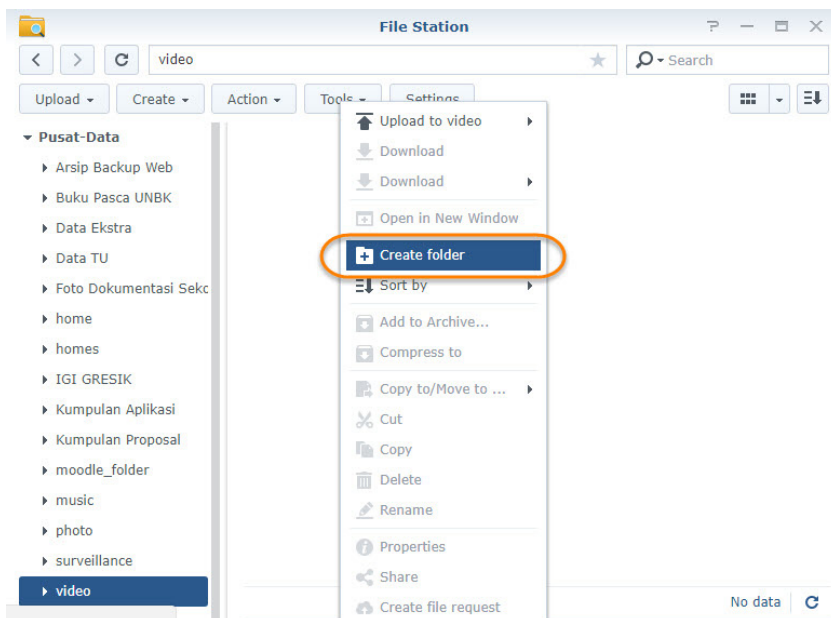 File Station
video
Search
Upload
Create
Action
Tools
Settings
Pusat-Data
Arsip Backup Web
Buku Pasca UNBK
Data Ekstra
Data TU
Foto Dokumentasi Sekc
home
homes
IGI GRESIK
Kumpulan Aplikasi
Kumpulan Proposal
moodle_folder
music
photo
surveillance
video
Upload to video
Download
Download
Open in New Window
Create folder
Sort by
Add to Archive...
Compress to
Copy to/Move to ...
Cut
Copy
Delete
Rename
Properties
Share
Create file request
No data